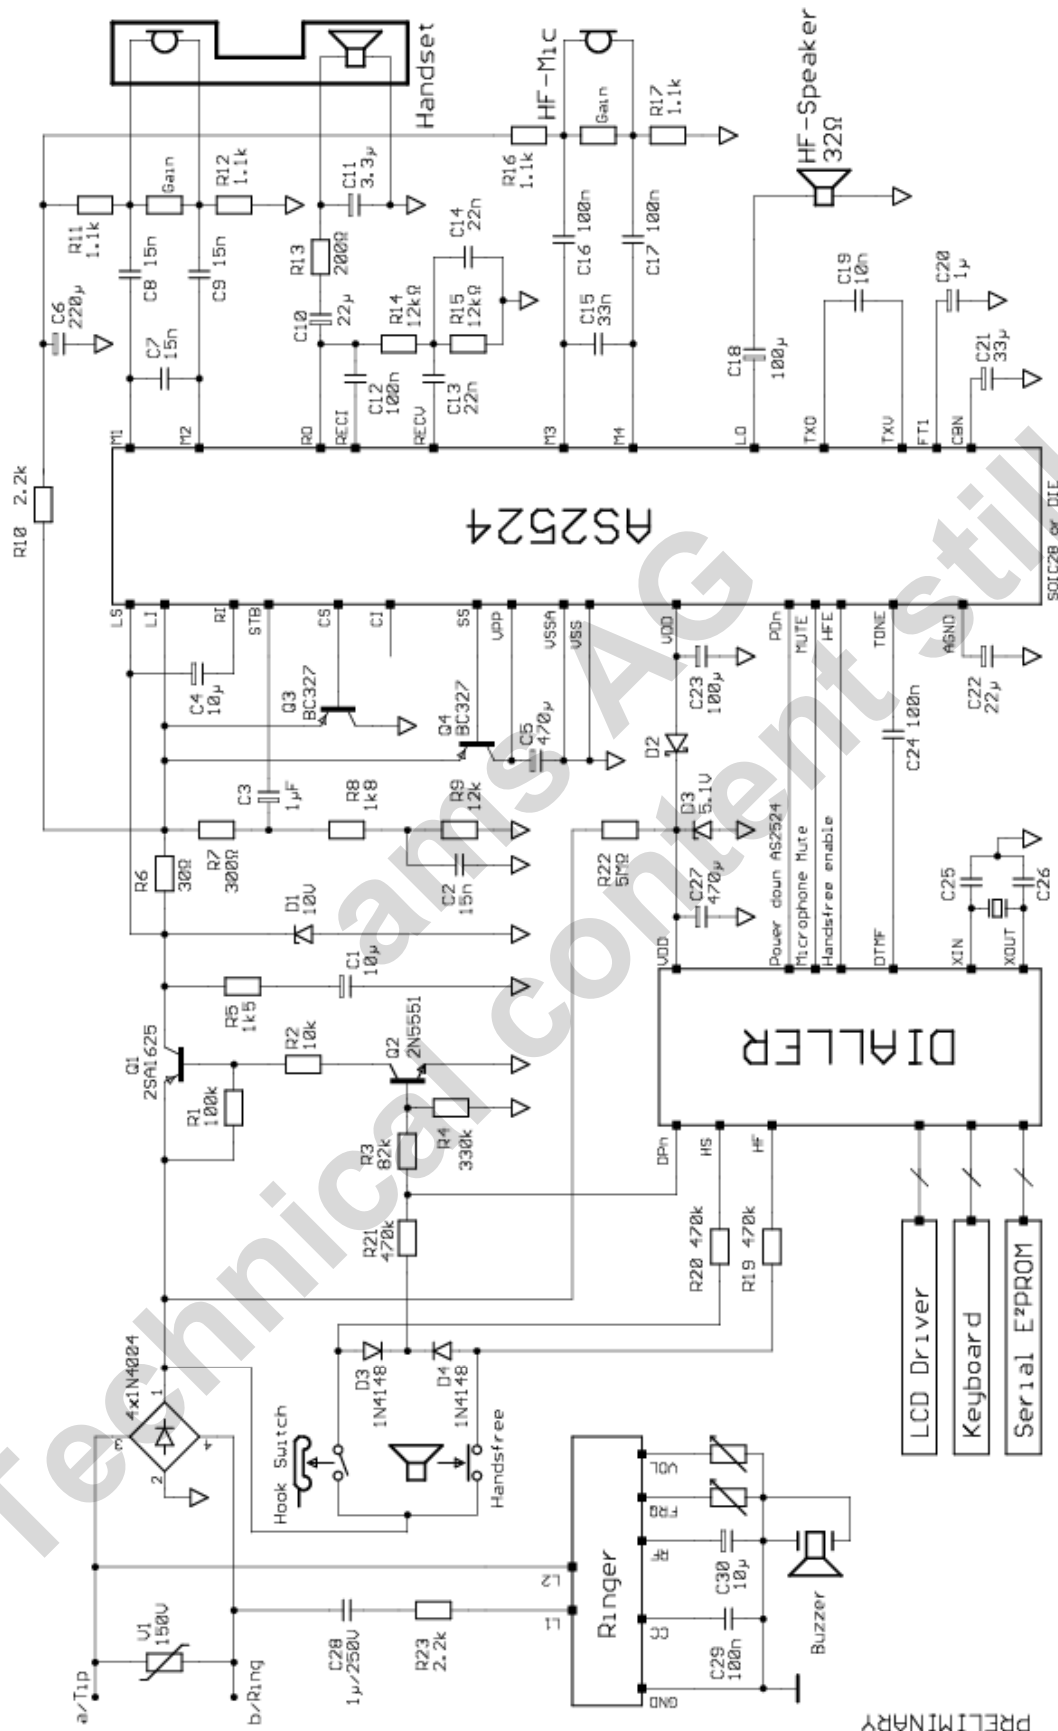 Handset
R11
1.1k
Gain
R12
1.1k
C6
220µ
C8 15n
C9 15n
C7
15n
C11
3.3µ
R13
200Ω
C10
22µ
R14
12kΩ
R15
12kΩ
C14
22n
C12
100n
C13
22n
HF-Mic
R16
1.1k
Gain
R17
1.1k
C16 100n
C17 100n
C15
33n
HF-Speaker
32Ω
C18
100µ
C19
10n
C20
1µ
C21
33µ
R10 2.2k
M1
M2
RO
RECI
RECV
M3
M4
LO
TXO
TXV
FT1
CBN
AS2524
SOIC28 or DIE
LS
LI
RI
STB
CS
CI
SS
VPP
VSSA
VSS
VDD
PDn
MUTE
HFE
TONE
AGND
C4
10µ
Q3
BC327
Q4
BC327
C5
470µ
C3
1µF
R6
30Ω
R7
300Ω
R8
1k8
R9
12k
C2
15n
D1
10V
C1
10µ
R5
1k5
D2
C23
100µ
R22
5MΩ
D3
5.1V
C27
470µ
C24 100n
C22
22µ
C25
C26
Power down AS2524
Microphone Mute
Handsfree enable
VDD
DTMF
XIN
XOUT
DIALLER
DPn
HS
HF
Q1
2SA1625
R1
100k
R2
10k
Q2
2N5551
R3
82k
R4
330k
R21
470k
R20 470k
R19 470k
4x1N4004
1
2
3
4
D3
1N4148
D4
1N4148
Hook Switch
Handsfree
LCD Driver
Keyboard
Serial E²PROM
V1
150V
a/Tip
b/Ring
C28
1µ/250V
R23
2.2k
L2
L1
Ringer
VOL
FRQ
RF
CC
GND
C30
10µ
C29
100n
Buzzer
PRELIMINARY
ams AG
Technical content still